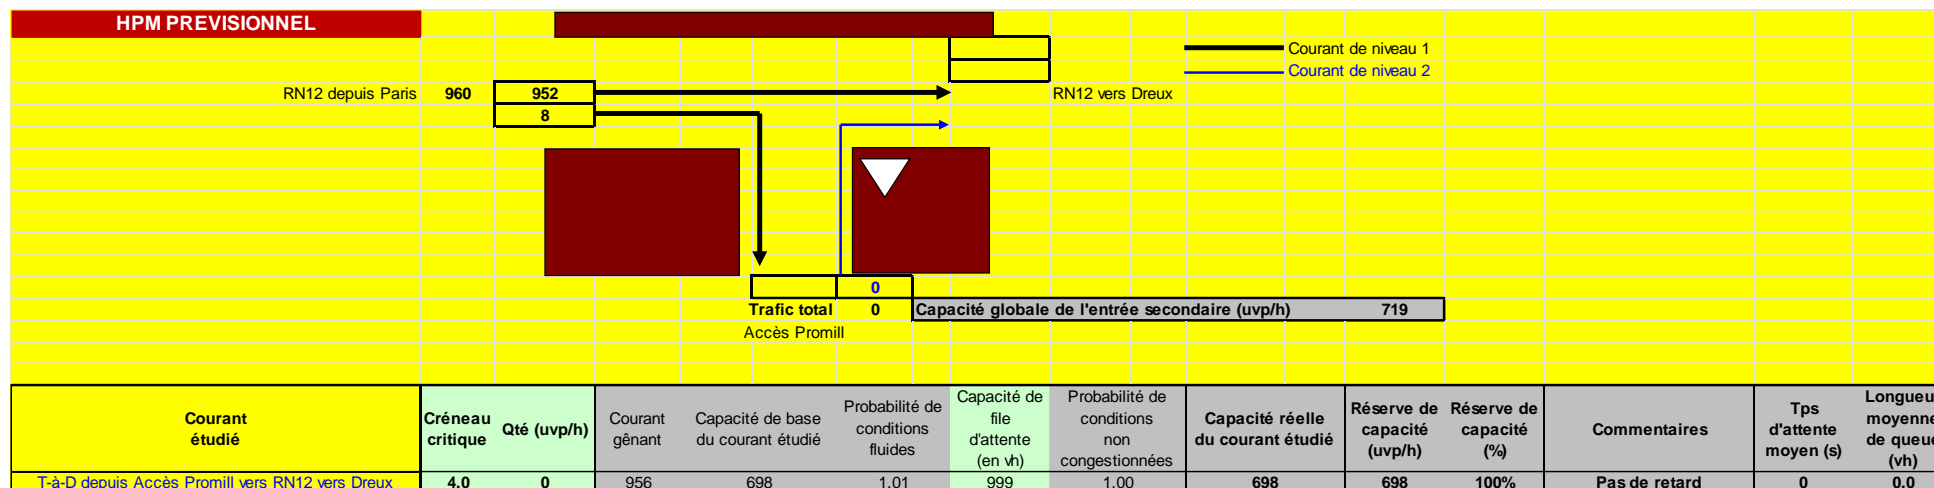 HPM PREVISIONNEL
Courant de niveau 1
Courant de niveau 2
RN12 depuis Paris 960 952 RN12 vers Dreux
8
0
Trafic total 0 Capacité globale de l'entrée secondaire (uvp/h) 719
Accès Promill
Courant étudié
Créneau critique
Qté (uvp/h)
Courant gênant
Capacité de base du courant étudié
Probabilité de conditions fluides
Capacité de file d'attente (en vh)
Probabilité de conditions non congestionnées
Capacité réelle du courant étudié
Réserve de capacité (uvp/h)
Réserve de capacité (%)
Commentaires
Tps d'attente moyen (s)
Longueu moyenne de queue (vh)
T-à-D depuis Accès Promill vers RN12 vers Dreux 4.0 0 956 698 1.01 999 1.00 698 698 100% Pas de retard 0 0.0